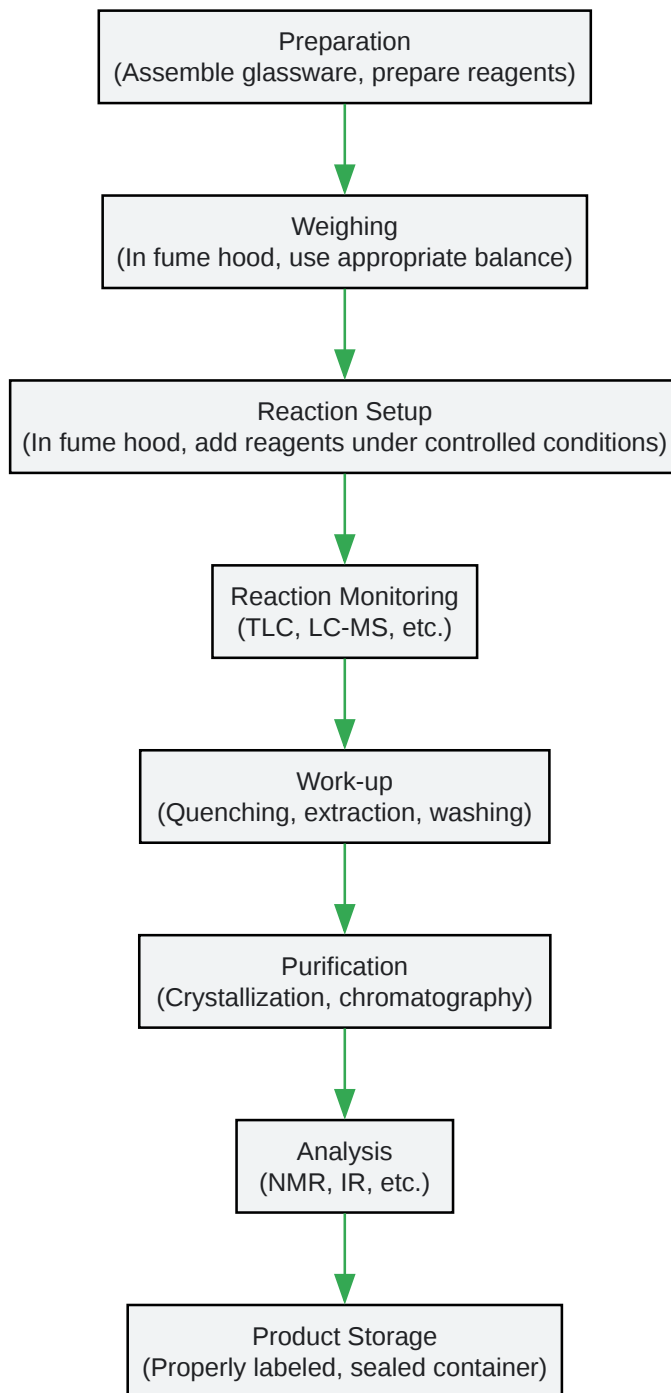 Preparation
(Assemble glassware, prepare reagents)
Weighing
(In fume hood, use appropriate balance)
Reaction Setup
(In fume hood, add reagents under controlled conditions)
Reaction Monitoring
(TLC, LC-MS, etc.)
Work-up
(Quenching, extraction, washing)
Purification
(Crystallization, chromatography)
Analysis
(NMR, IR, etc.)
Product Storage
(Properly labeled, sealed container)